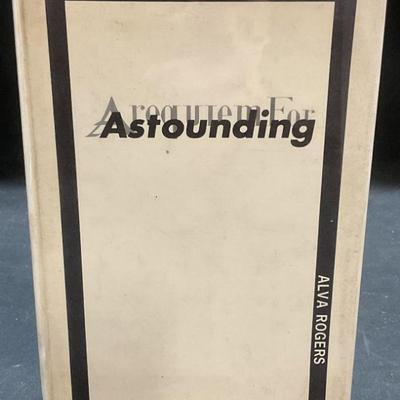 A requiem For
Astounding
ALVA ROGERS